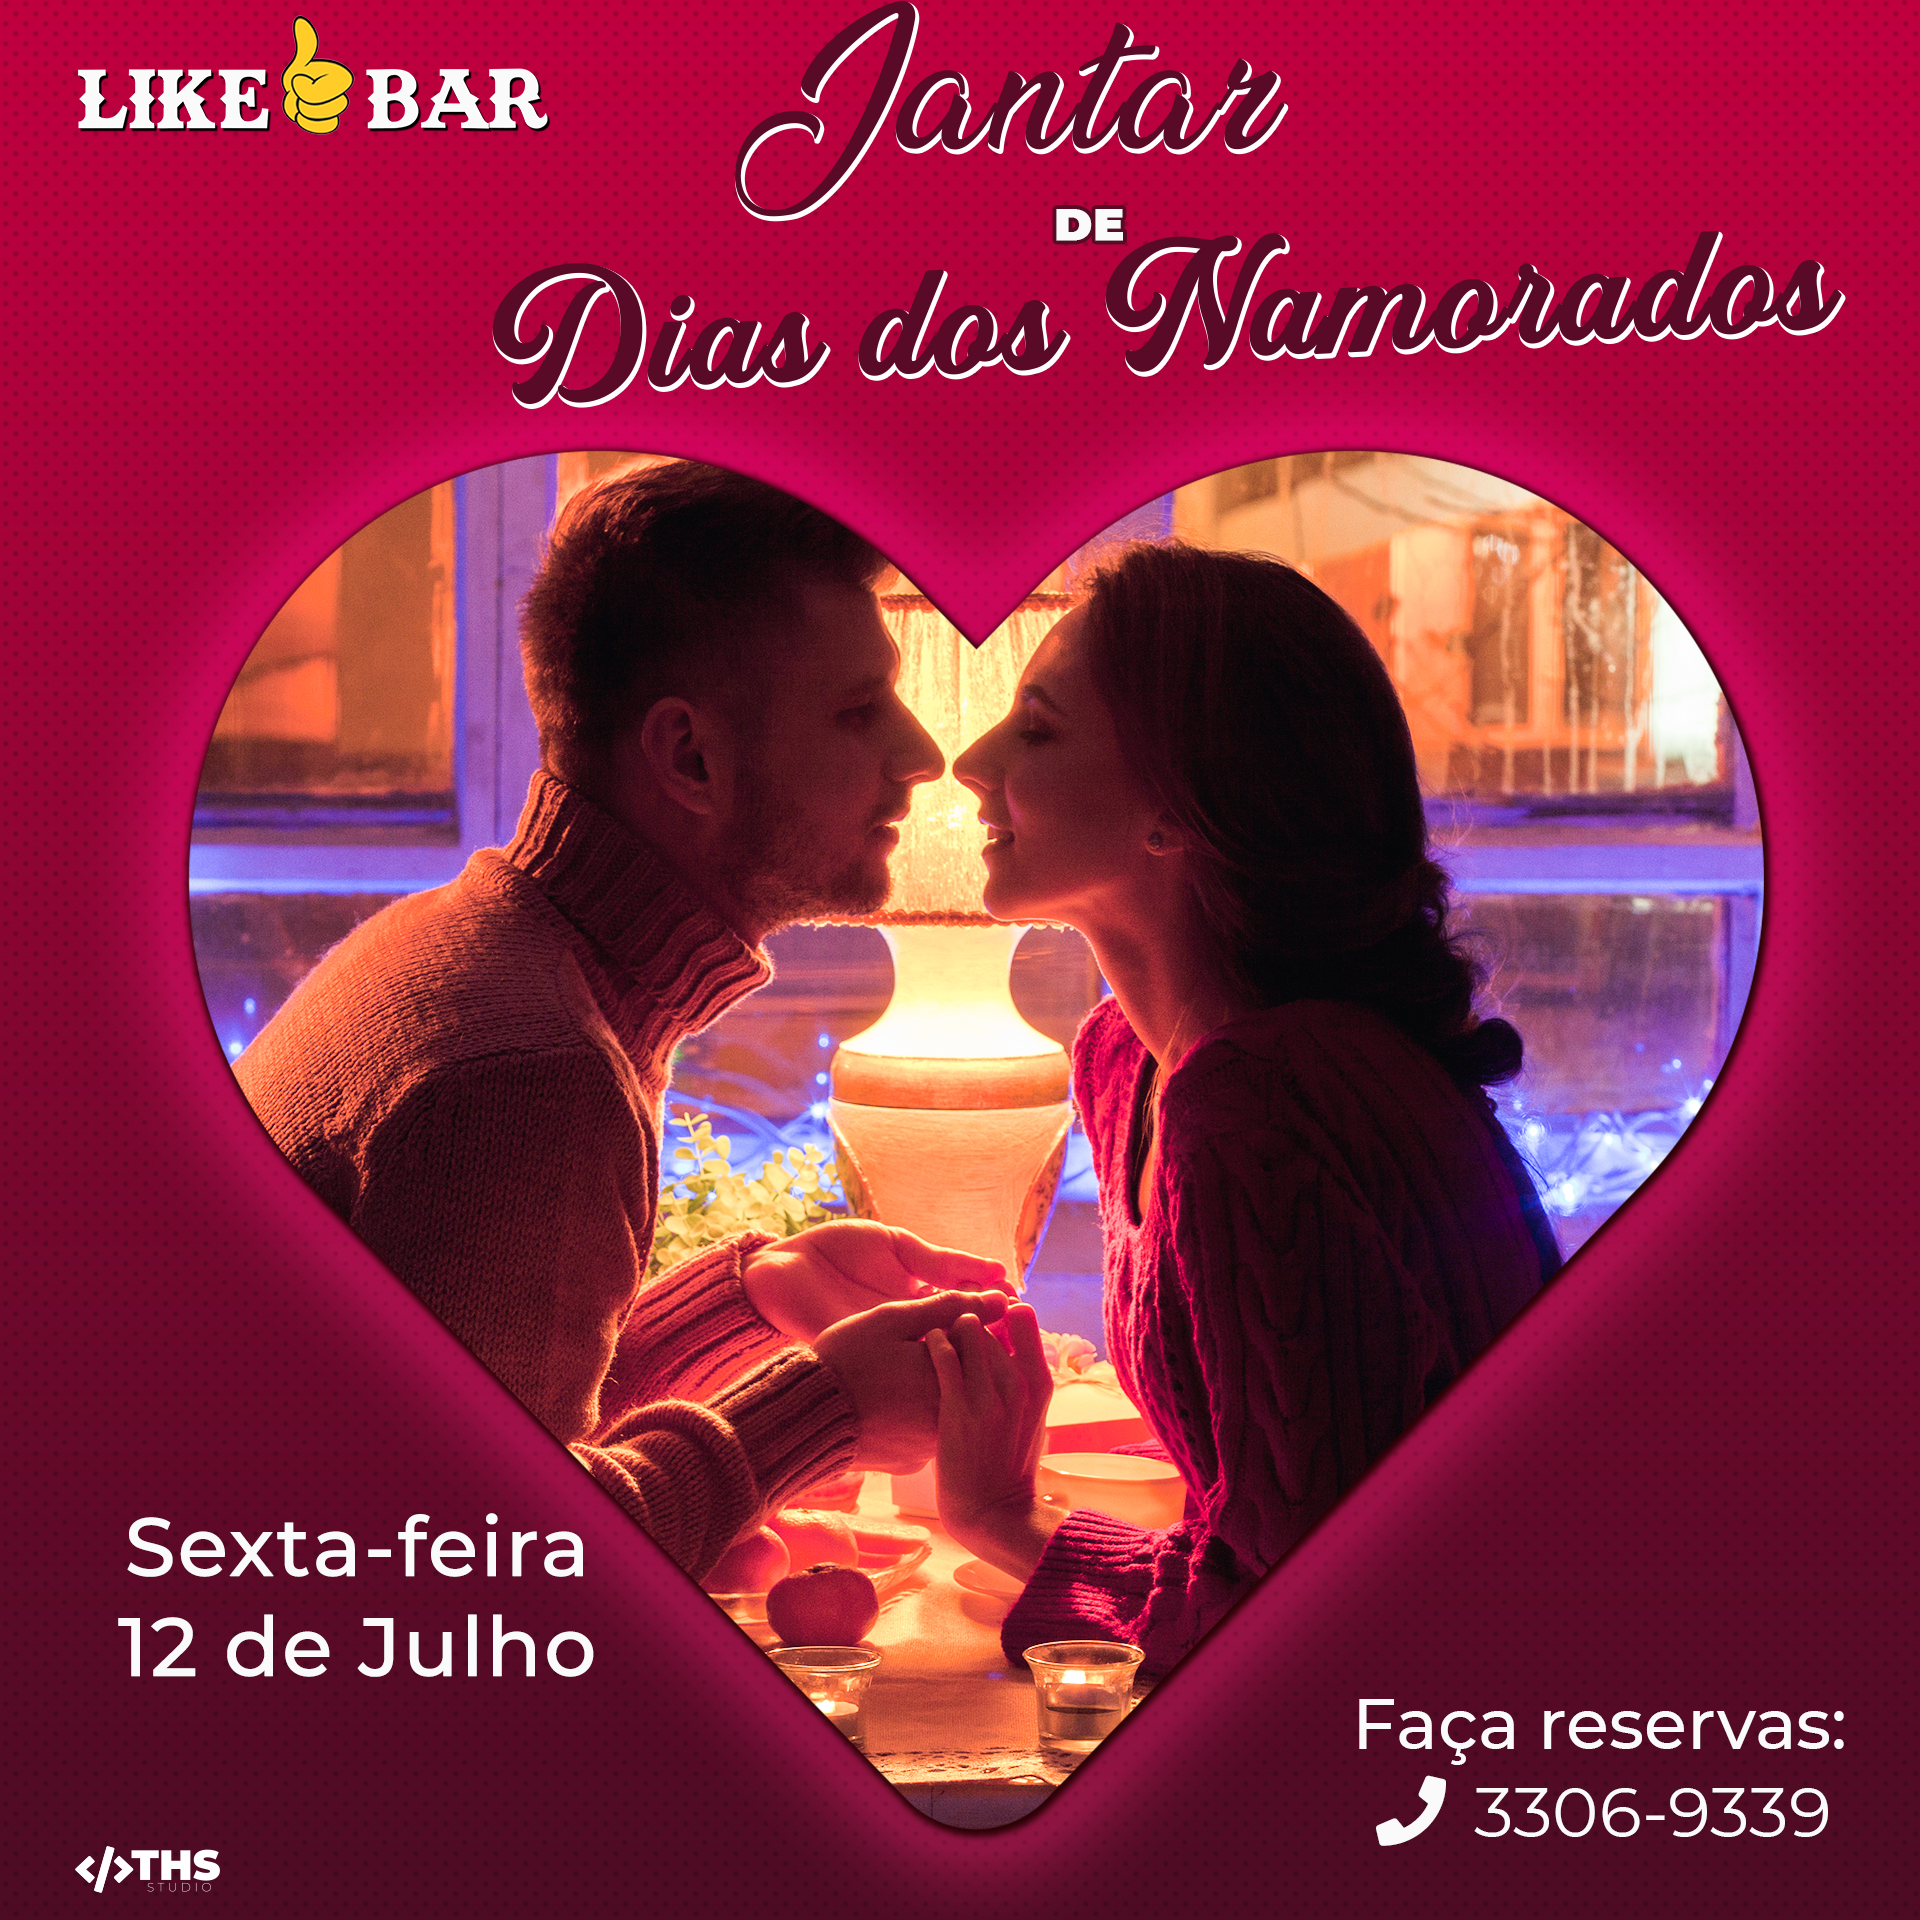 LIKE BAR
Jantar
DE
Dias dos Namorados
Sexta-feira
12 de Julho
Faça reservas:
3306-9339
</>THS
STUDIO